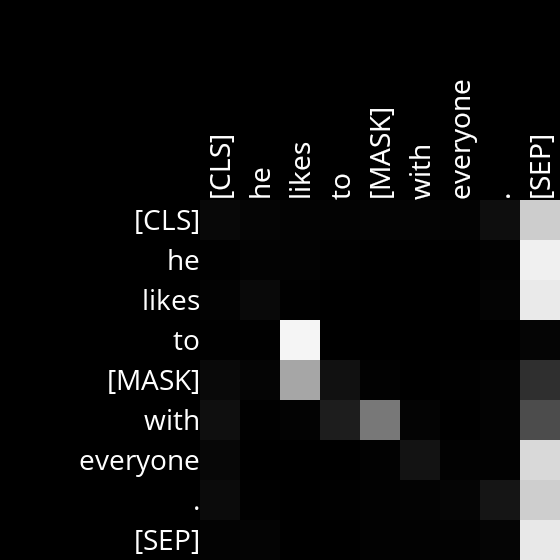 [CLS]
he
likes
to
[MASK]
with
everyone
.
[SEP]
[CLS]
he
likes
to
[MASK]
with
everyone
.
[SEP]